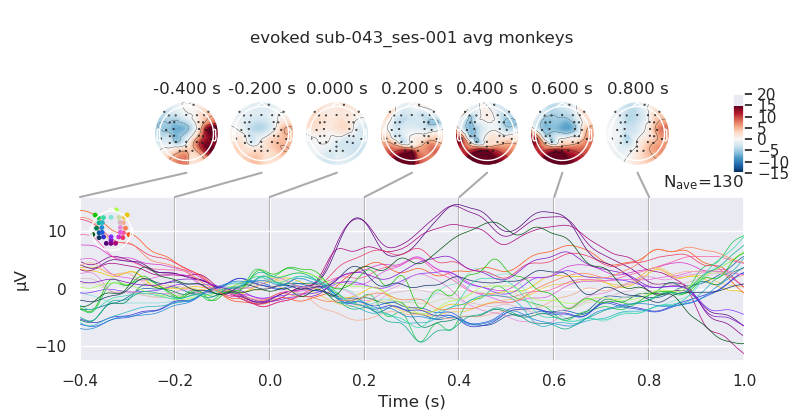 evoked sub-043_ses-001 avg monkeys
-0.400 s -0.200 s 0.000 s 0.200 s 0.400 s 0.600 s 0.800 s
20
15
10
5
0
−5
−10
−15
Nave=130
10
0
−10
μV
−0.4 −0.2 0.0 0.2 0.4 0.6 0.8 1.0
Time (s)